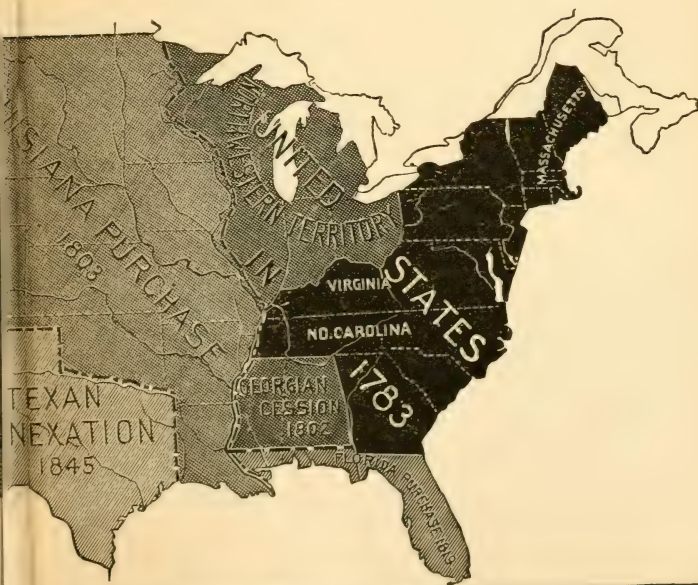 UNITED
STATES
IN
1783
NORTHWESTERN TERRITORY
MASSACHUSETTS
VIRGINIA
NO. CAROLINA
ISIANA PURCHASE
1803
GEORGIAN
CESSION
1802
TEXAN
NEXATION
1845
FLORIDA PURCHASE 1819